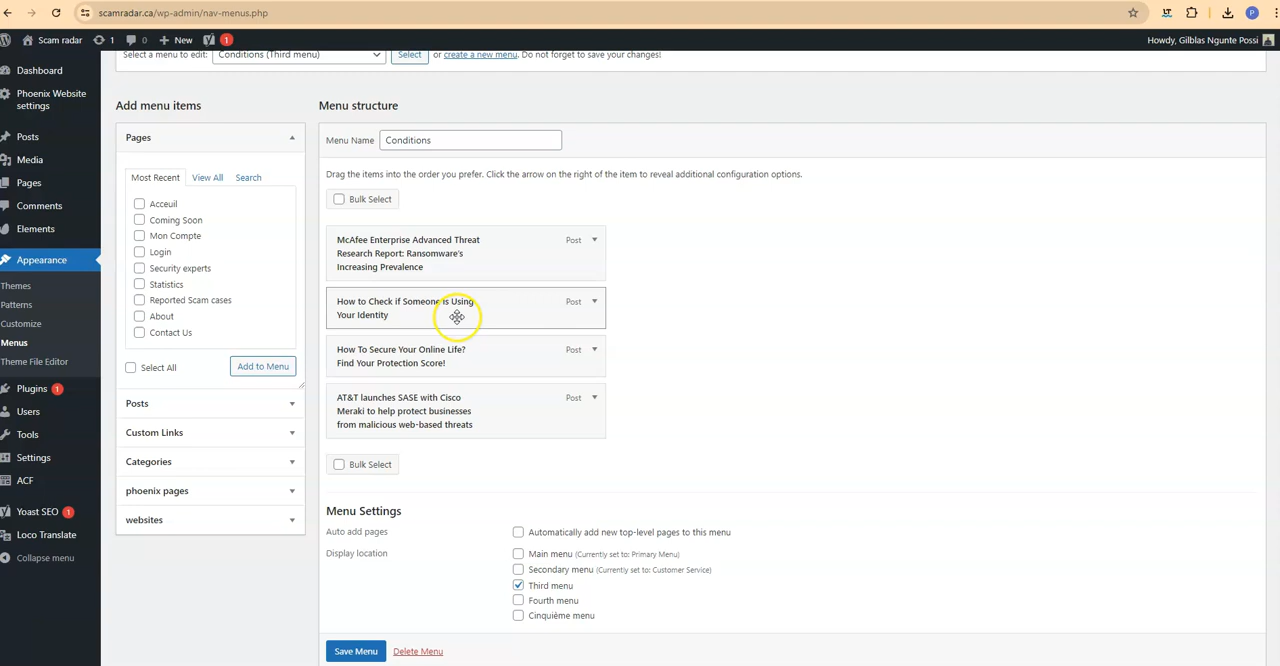 scamradar.ca/wp-admin/nav-menus.php
LT
P
Scam radar
1
0
New
1
Howdy, Gilblas Ngunte Possi
Select a menu to edit:
Conditions (Third menu)
Select
or create a new menu. Do not forget to save your changes!
Dashboard
Phoenix Website
settings
Posts
Media
Pages
Comments
Elements
Appearance
Themes
Patterns
Customize
Menus
Theme File Editor
Plugins 1
Users
Tools
Settings
ACF
Yoast SEO 1
Loco Translate
Collapse menu
Add menu items
Pages
Most Recent
View All
Search
Acceuil
Coming Soon
Mon Compte
Login
Security experts
Statistics
Reported Scam cases
About
Contact Us
Select All
Add to Menu
Posts
Custom Links
Categories
phoenix pages
websites
Menu structure
Menu Name
Conditions
Drag the items into the order you prefer. Click the arrow on the right of the item to reveal additional configuration options.
Bulk Select
McAfee Enterprise Advanced Threat
Research Report: Ransomware's
Increasing Prevalence
Post
How to Check if Someone is Using
Your Identity
Post
How To Secure Your Online Life?
Find Your Protection Score!
Post
AT&T launches SASE with Cisco
Meraki to help protect businesses
from malicious web-based threats
Post
Bulk Select
Menu Settings
Auto add pages
Automatically add new top-level pages to this menu
Display location
Main menu (Currently set to: Primary Menu)
Secondary menu (Currently set to: Customer Service)
Third menu
Fourth menu
Cinquième menu
Save Menu
Delete Menu